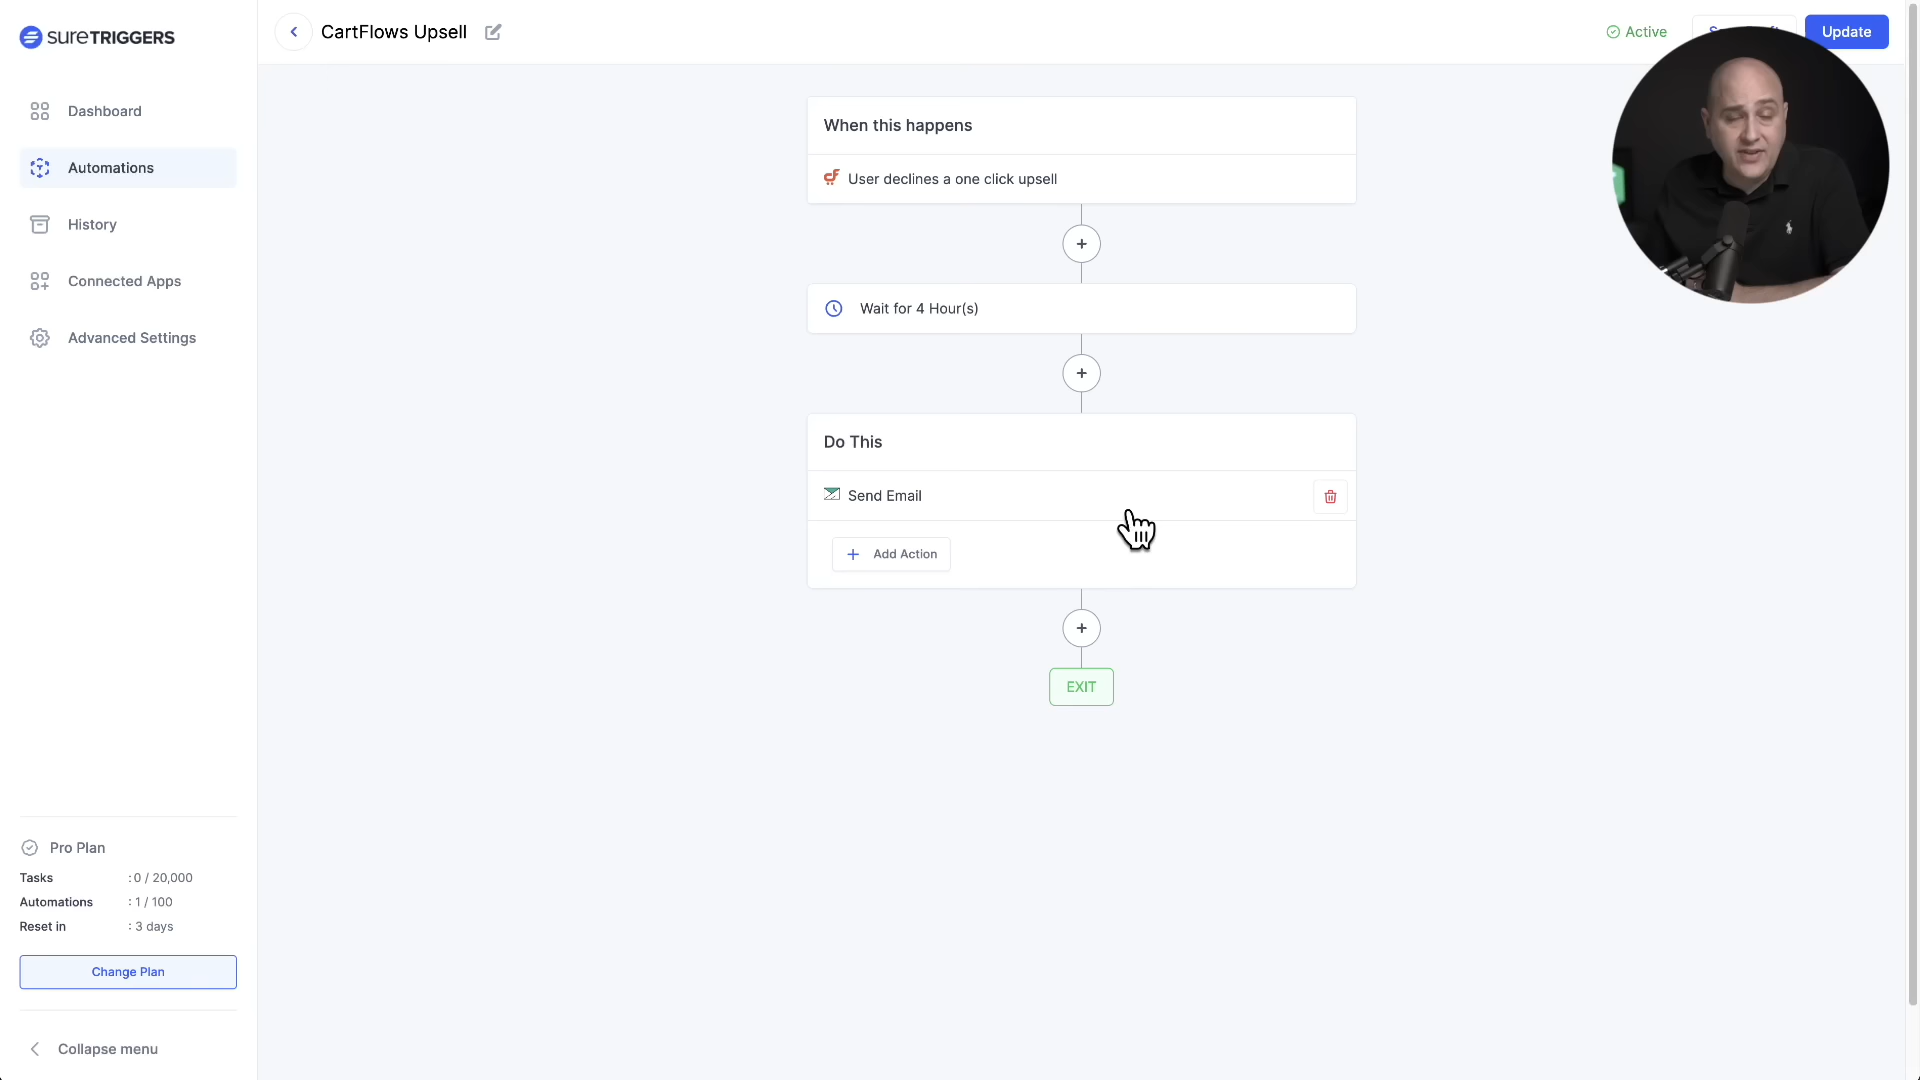 sureTRIGGERS
CartFlows Upsell
Active
Update
Dashboard
Automations
History
Connected Apps
Advanced Settings
When this happens
User declines a one click upsell
Wait for 4 Hour(s)
Do This
Send Email
Add Action
EXIT
Pro Plan
Tasks : 0 / 20,000
Automations : 1 / 100
Reset in : 3 days
Change Plan
Collapse menu